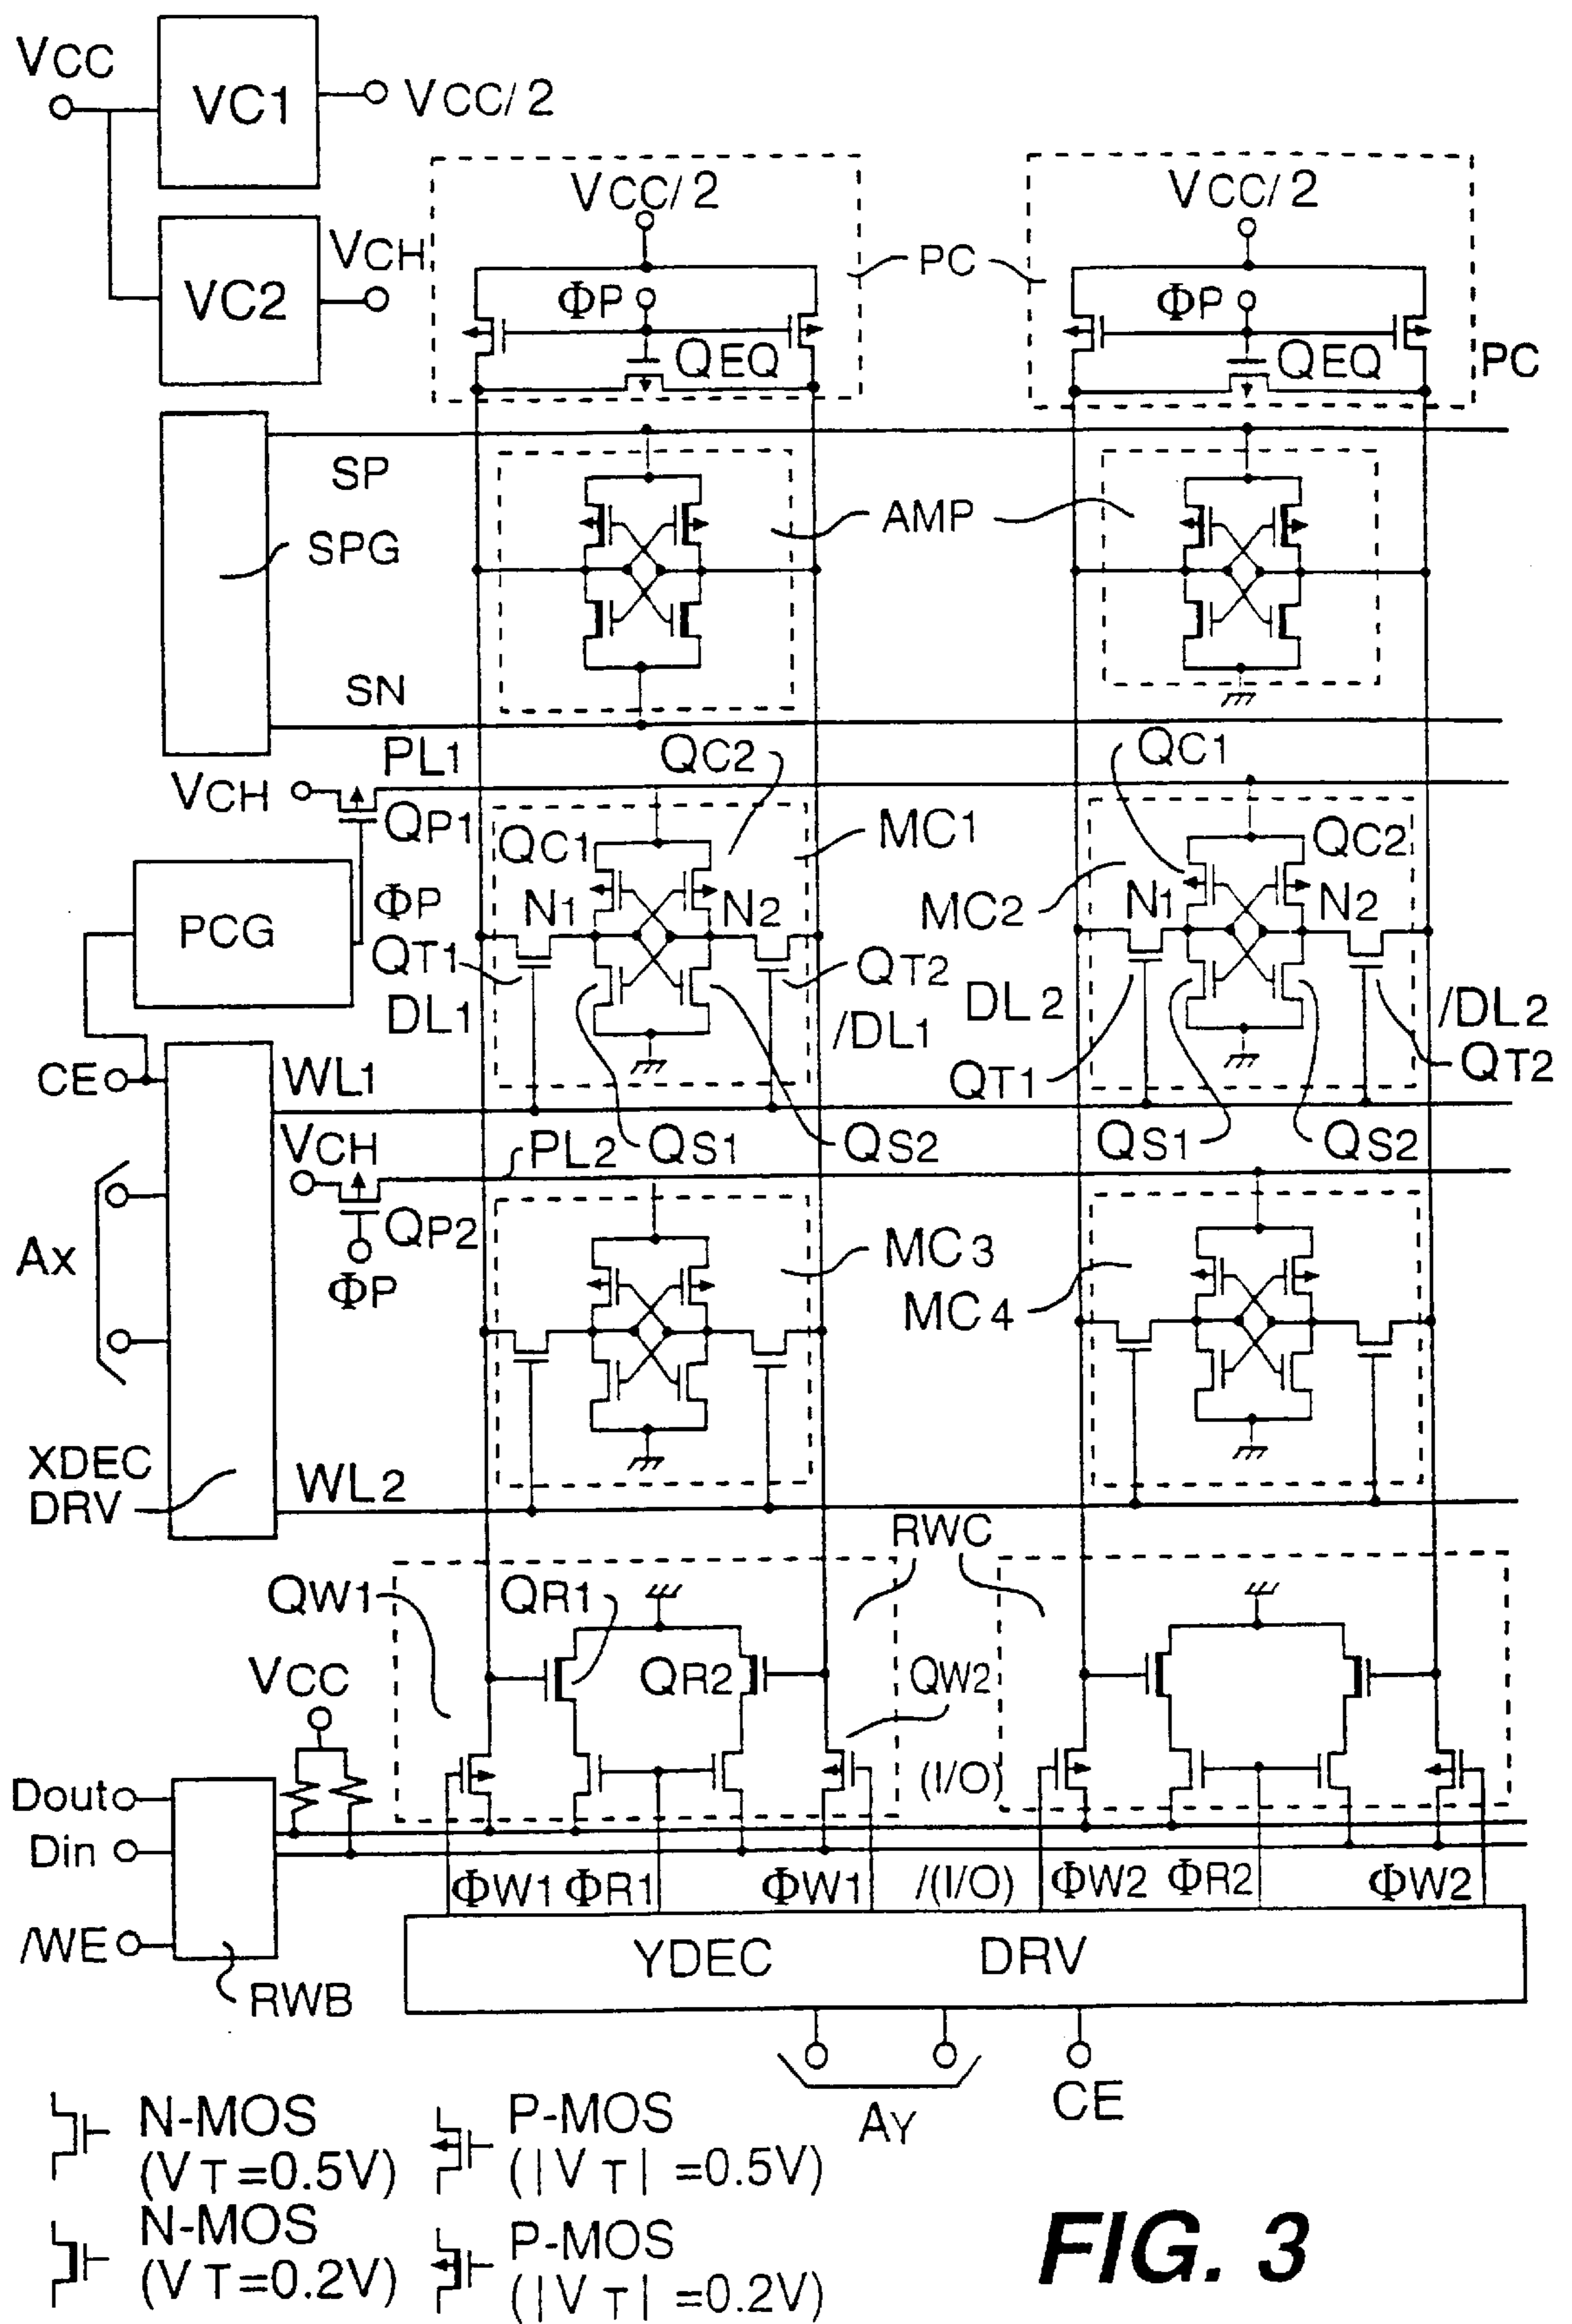 VCC
VC1
VCC/2
VC2
VCH
VCC/2
ΦP
QEQ
PC
VCC/2
ΦP
QEQ
PC
SP
SPG
AMP
SN
PL1
VCH
QP1
QC2
QC1
MC1
QC1
QC2
MC2
PCG
ΦP
N1
N2
N1
N2
QT1
QT2
DL1
/DL1
DL2
/DL2
QT1
QT2
CE
WL1
QS1
QS2
QS1
QS2
VCH
PL2
QP2
ΦP
AX
MC3
MC4
XDEC
DRV
WL2
RWC
QW1
QR1
QR2
QW2
VCC
(I/O)
Dout
Din
/WE
RWB
ΦW1
ΦR1
ΦW1
/(I/O)
ΦW2
ΦR2
ΦW2
YDEC DRV
AY
CE
N-MOS
(VT=0.5V)
P-MOS
(|VT|=0.5V)
N-MOS
(VT=0.2V)
P-MOS
(|VT|=0.2V)
FIG. 3